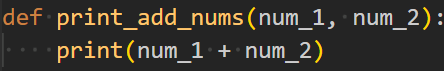 def print_add_nums(num_1, num_2):
    print(num_1 + num_2)